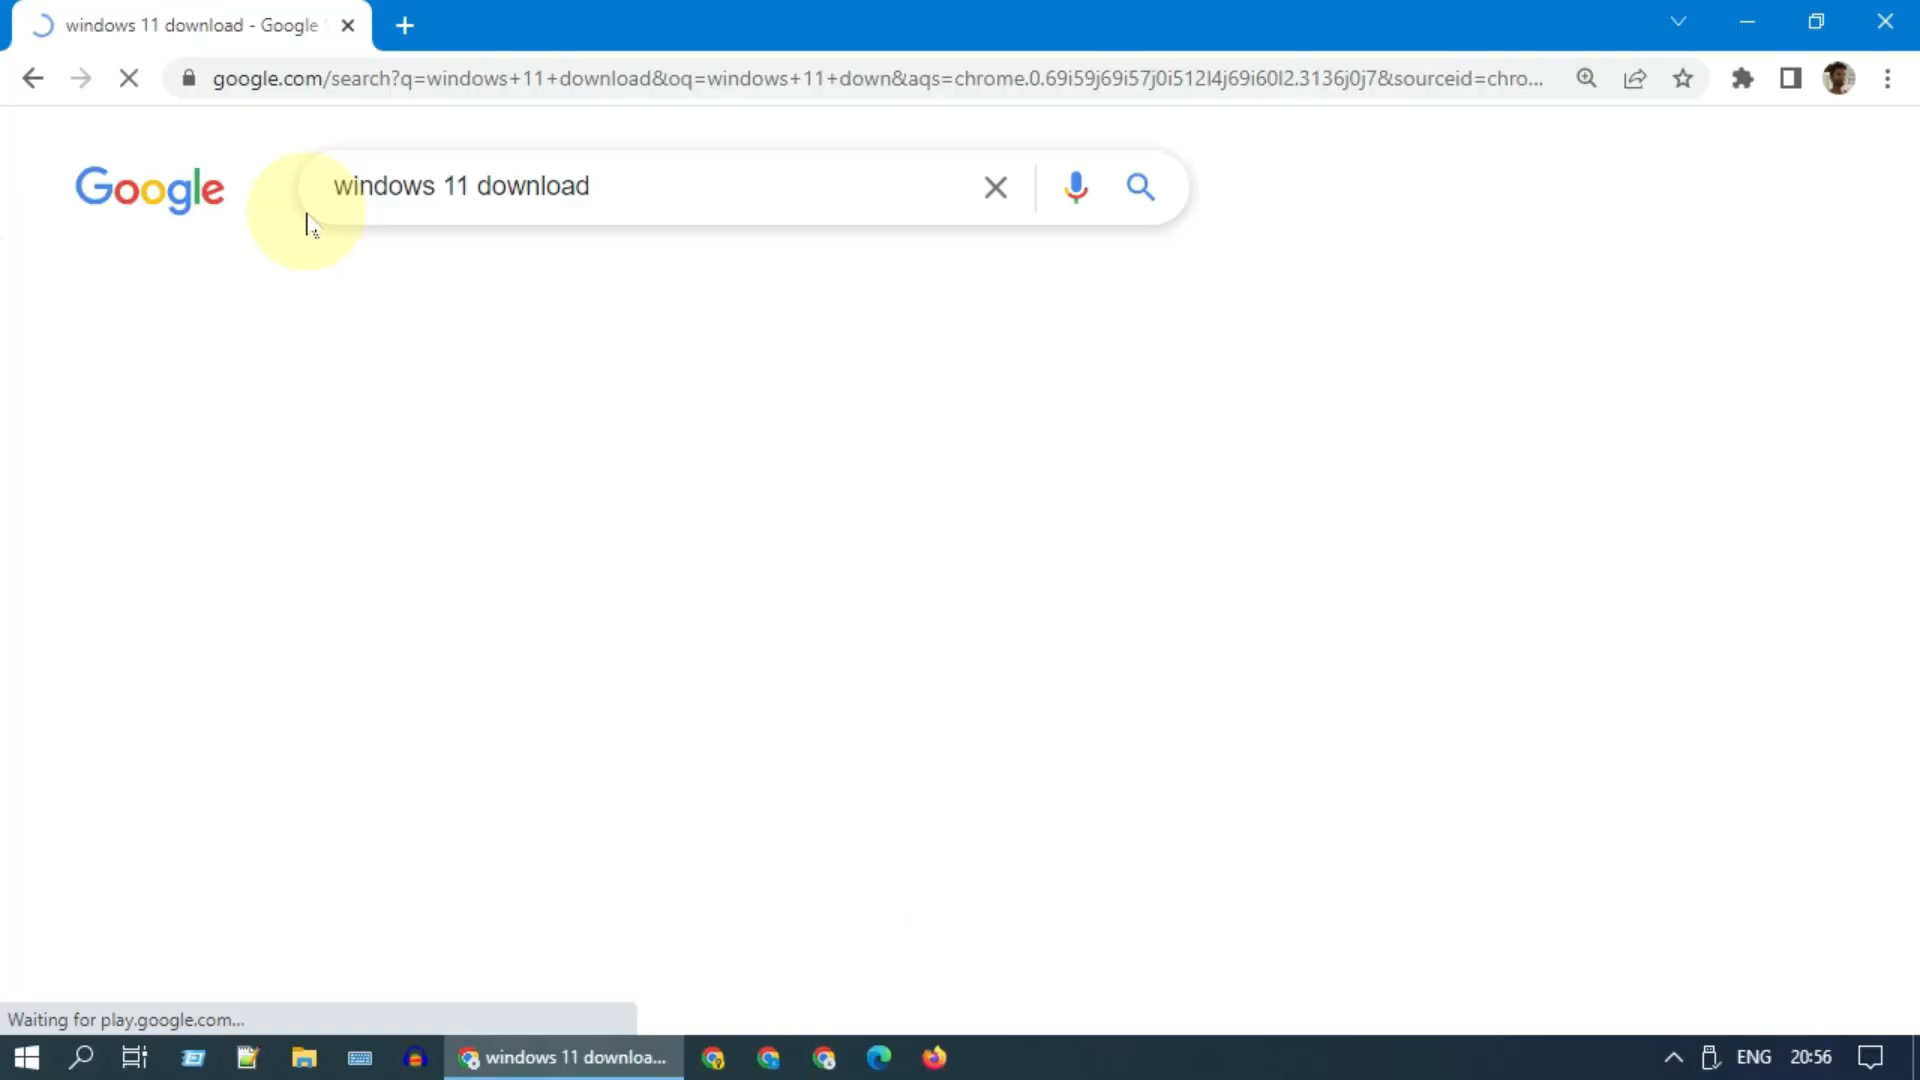 windows 11 download - Google
google.com/search?q=windows+11+download&oq=windows+11+down&aqs=chrome.0.69i59j69i57j0i512l4j69i60l2.3136j0j7&sourceid=chro...
Google
windows 11 download
Waiting for play.google.com...
windows 11 downloa...
ENG
20:56